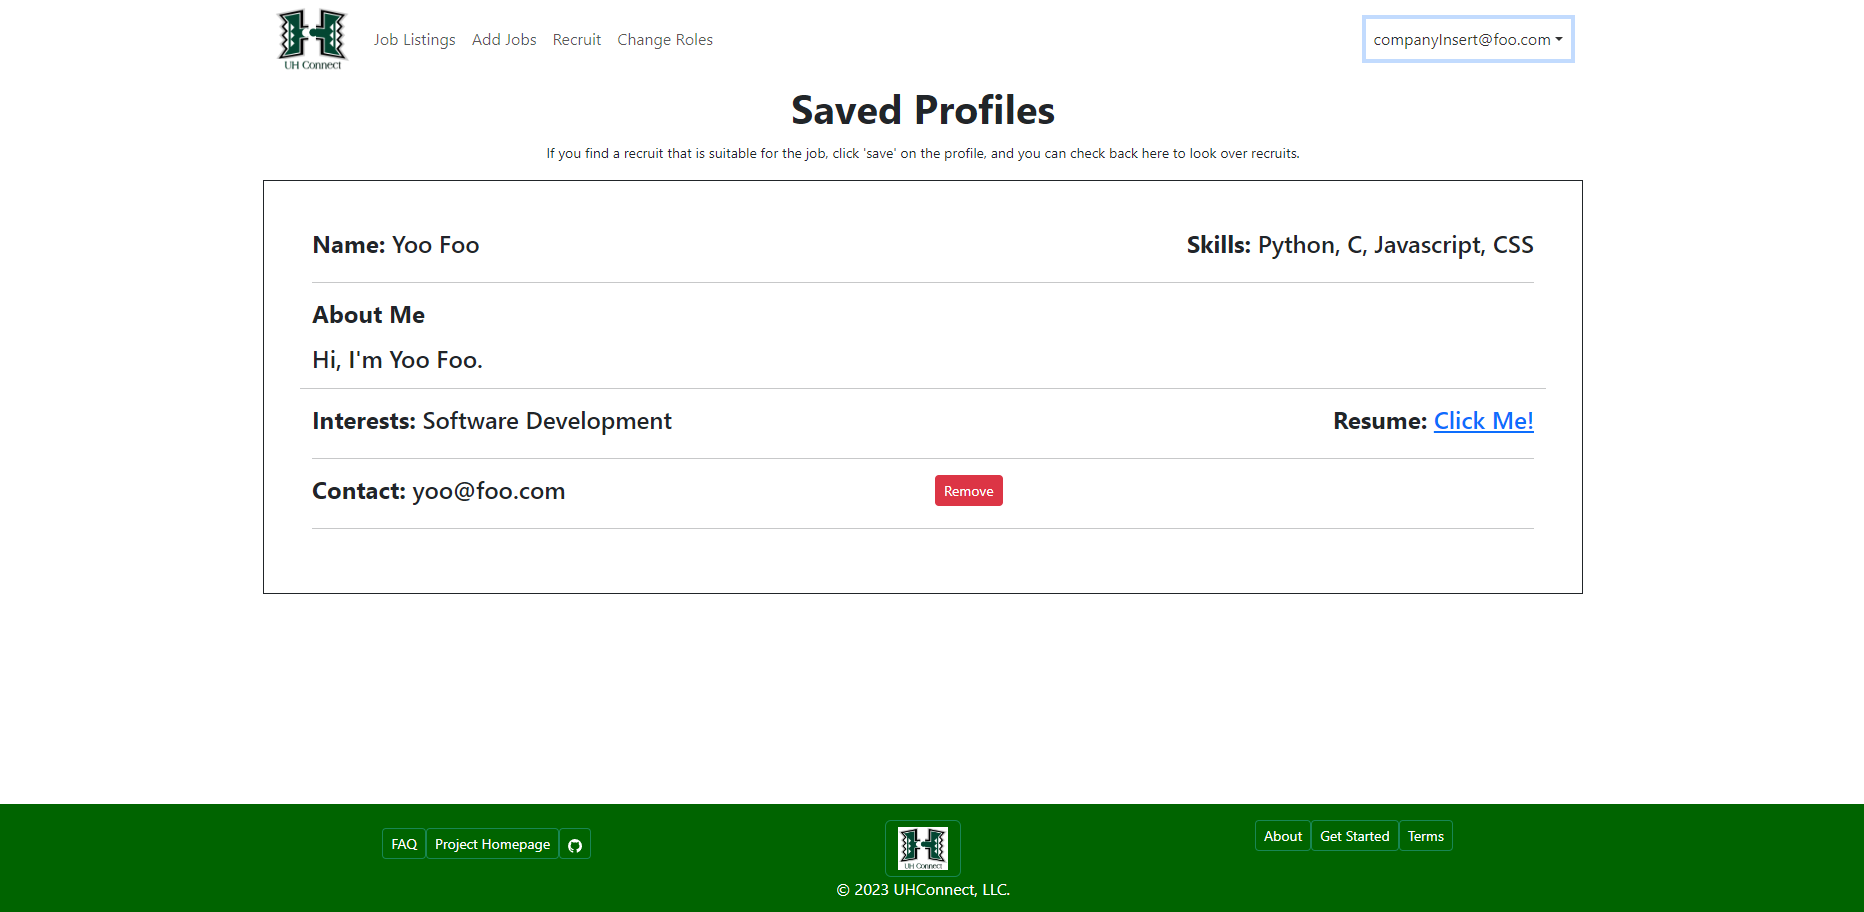 UH Connect
Job Listings Add Jobs Recruit Change Roles companyInsert@foo.com
Saved Profiles
If you find a recruit that is suitable for the job, click 'save' on the profile, and you can check back here to look over recruits.
Name: Yoo Foo Skills: Python, C, Javascript, CSS
About Me
Hi, I'm Yoo Foo.
Interests: Software Development Resume: Click Me!
Contact: yoo@foo.com Remove
FAQ Project Homepage About Get Started Terms
UH Connect
© 2023 UHConnect, LLC.